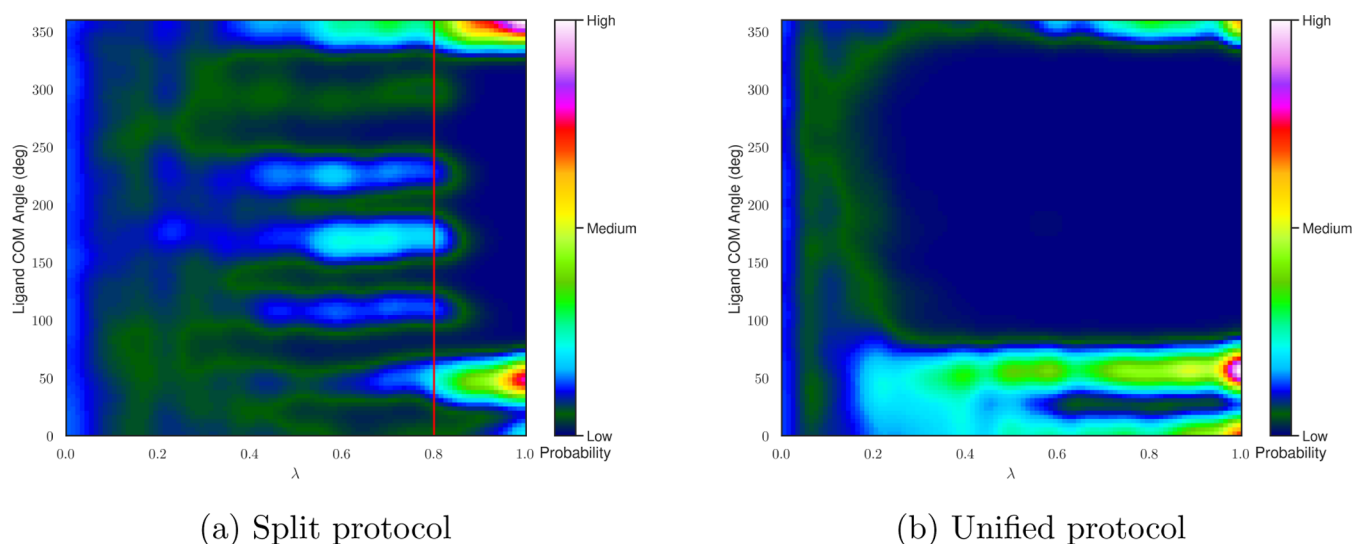 350
300
250
200
150
100
50
0
Ligand COM Angle (deg)
0.0 0.2 0.4 0.6 0.8 1.0
λ
High
Medium
Low
Probability
(a) Split protocol
350
300
250
200
150
100
50
0
Ligand COM Angle (deg)
0.0 0.2 0.4 0.6 0.8 1.0
λ
High
Medium
Low
Probability
(b) Unified protocol